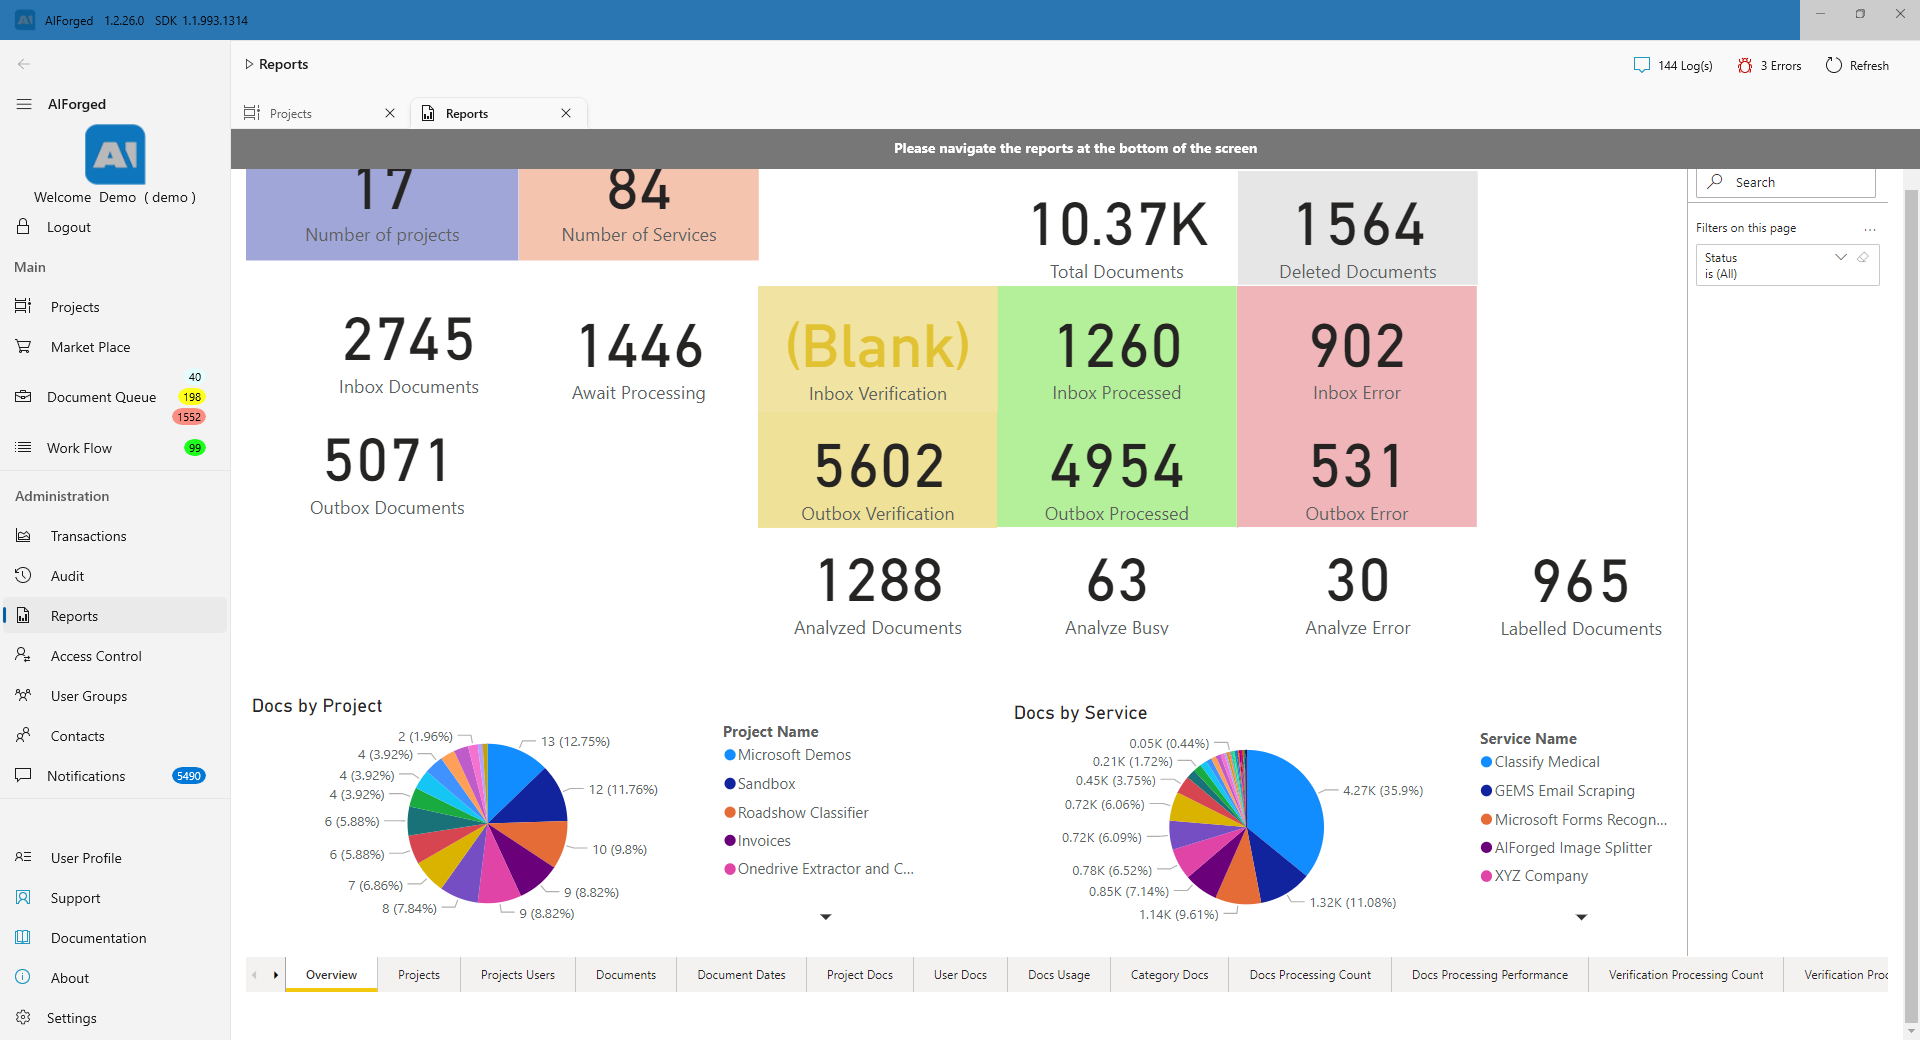 AIForged 1.2.26.0 SDK 1.1.993.1314
AIForged
AI
Welcome Demo ( demo )
Logout
Main
Projects
Market Place
40
Document Queue 198
1552
Work Flow 99
Administration
Transactions
Audit
Reports
Access Control
User Groups
Contacts
Notifications 5490
User Profile
Support
Documentation
About
Settings
Reports
144 Log(s) 3 Errors Refresh
Projects Reports
Please navigate the reports at the bottom of the screen
17
Number of projects
84
Number of Services
10.37K
Total Documents
1564
Deleted Documents
2745
Inbox Documents
1446
Await Processing
(Blank)
Inbox Verification
1260
Inbox Processed
902
Inbox Error
5071
Outbox Documents
5602
Outbox Verification
4954
Outbox Processed
531
Outbox Error
1288
Analyzed Documents
63
Analyze Busy
30
Analyze Error
965
Labelled Documents
Search
Filters on this page ...
Status
is (All)
Docs by Project
13 (12.75%)
12 (11.76%)
10 (9.8%)
9 (8.82%)
9 (8.82%)
8 (7.84%)
7 (6.86%)
6 (5.88%)
6 (5.88%)
4 (3.92%)
4 (3.92%)
4 (3.92%)
2 (1.96%)
Project Name
Microsoft Demos
Sandbox
Roadshow Classifier
Invoices
Onedrive Extractor and C...
Docs by Service
4.27K (35.9%)
1.32K (11.08%)
1.14K (9.61%)
0.85K (7.14%)
0.78K (6.52%)
0.72K (6.09%)
0.72K (6.06%)
0.45K (3.75%)
0.21K (1.72%)
0.05K (0.44%)
Service Name
Classify Medical
GEMS Email Scraping
Microsoft Forms Recogn...
AIForged Image Splitter
XYZ Company
Overview Projects Projects Users Documents Document Dates Project Docs User Docs Docs Usage Category Docs Docs Processing Count Docs Processing Performance Verification Processing Count Verification Proc